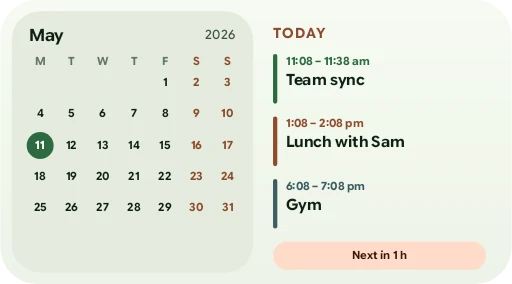 May 2026
M T W T F S S
1 2 3
4 5 6 7 8 9 10
11 12 13 14 15 16 17
18 19 20 21 22 23 24
25 26 27 28 29 30 31
TODAY
11:08 – 11:38 am
Team sync
1:08 – 2:08 pm
Lunch with Sam
6:08 – 7:08 pm
Gym
Next in 1 h